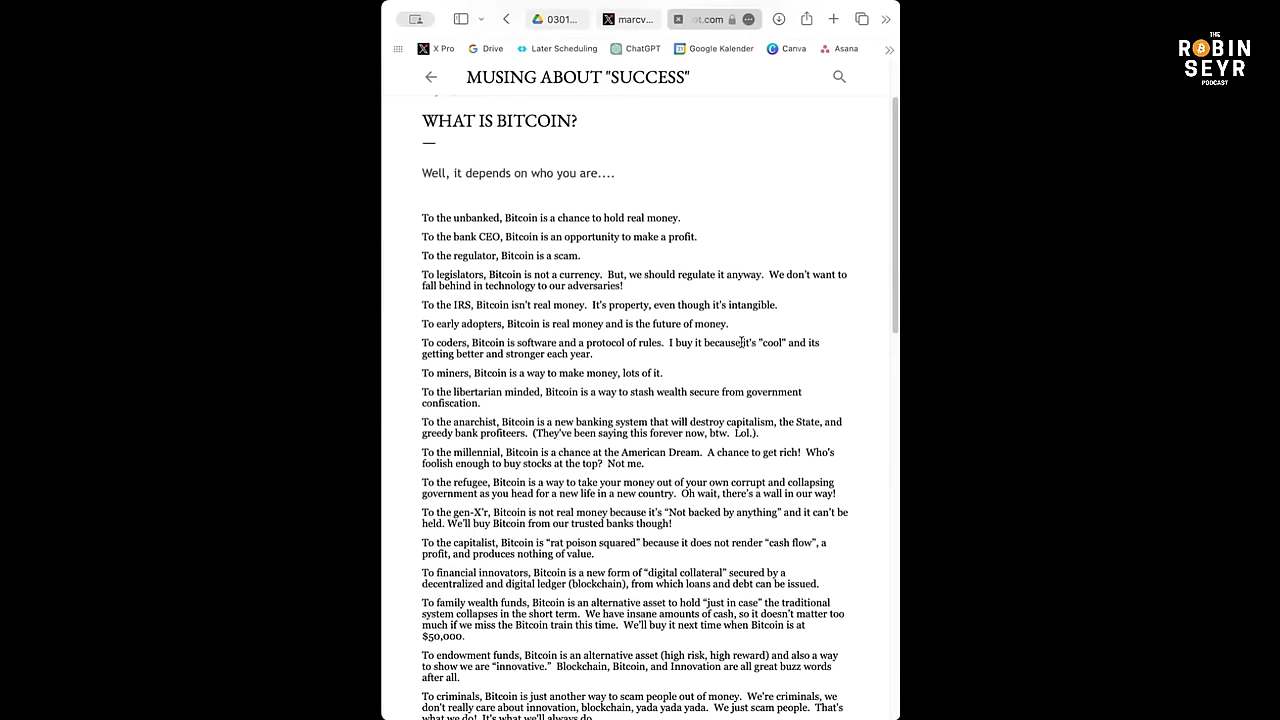 0301...
marcv...
ot.com
X Pro
Drive
Later Scheduling
ChatGPT
Google Kalender
Canva
Asana
THE
ROBIN
SEYR
PODCAST
MUSING ABOUT "SUCCESS"
WHAT IS BITCOIN?
Well, it depends on who you are....
To the unbanked, Bitcoin is a chance to hold real money.
To the bank CEO, Bitcoin is an opportunity to make a profit.
To the regulator, Bitcoin is a scam.
To legislators, Bitcoin is not a currency.  But, we should regulate it anyway.  We don't want to
fall behind in technology to our adversaries!
To the IRS, Bitcoin isn't real money.  It's property, even though it's intangible.
To early adopters, Bitcoin is real money and is the future of money.
To coders, Bitcoin is software and a protocol of rules.  I buy it because it's "cool" and its
getting better and stronger each year.
To miners, Bitcoin is a way to make money, lots of it.
To the libertarian minded, Bitcoin is a way to stash wealth secure from government
confiscation.
To the anarchist, Bitcoin is a new banking system that will destroy capitalism, the State, and
greedy bank profiteers.  (They've been saying this forever now, btw.  Lol.).
To the millennial, Bitcoin is a chance at the American Dream.  A chance to get rich!  Who's
foolish enough to buy stocks at the top?  Not me.
To the refugee, Bitcoin is a way to take your money out of your own corrupt and collapsing
government as you head for a new life in a new country.  Oh wait, there's a wall in our way!
To the gen-X'r, Bitcoin is not real money because it's “Not backed by anything” and it can't be
held. We'll buy Bitcoin from our trusted banks though!
To the capitalist, Bitcoin is “rat poison squared” because it does not render “cash flow”, a
profit, and produces nothing of value.
To financial innovators, Bitcoin is a new form of “digital collateral” secured by a
decentralized and digital ledger (blockchain), from which loans and debt can be issued.
To family wealth funds, Bitcoin is an alternative asset to hold “just in case” the traditional
system collapses in the short term.  We have insane amounts of cash, so it doesn't matter too
much if we miss the Bitcoin train this time.  We'll buy it next time when Bitcoin is at
$50,000.
To endowment funds, Bitcoin is an alternative asset (high risk, high reward) and also a way
to show we are “innovative.”  Blockchain, Bitcoin, and Innovation are all great buzz words
after all.
To criminals, Bitcoin is just another way to scam people out of money.  We're criminals, we
don't really care about innovation, blockchain, yada yada yada.  We just scam people.  That's
what we do!  It's what we'll always do.